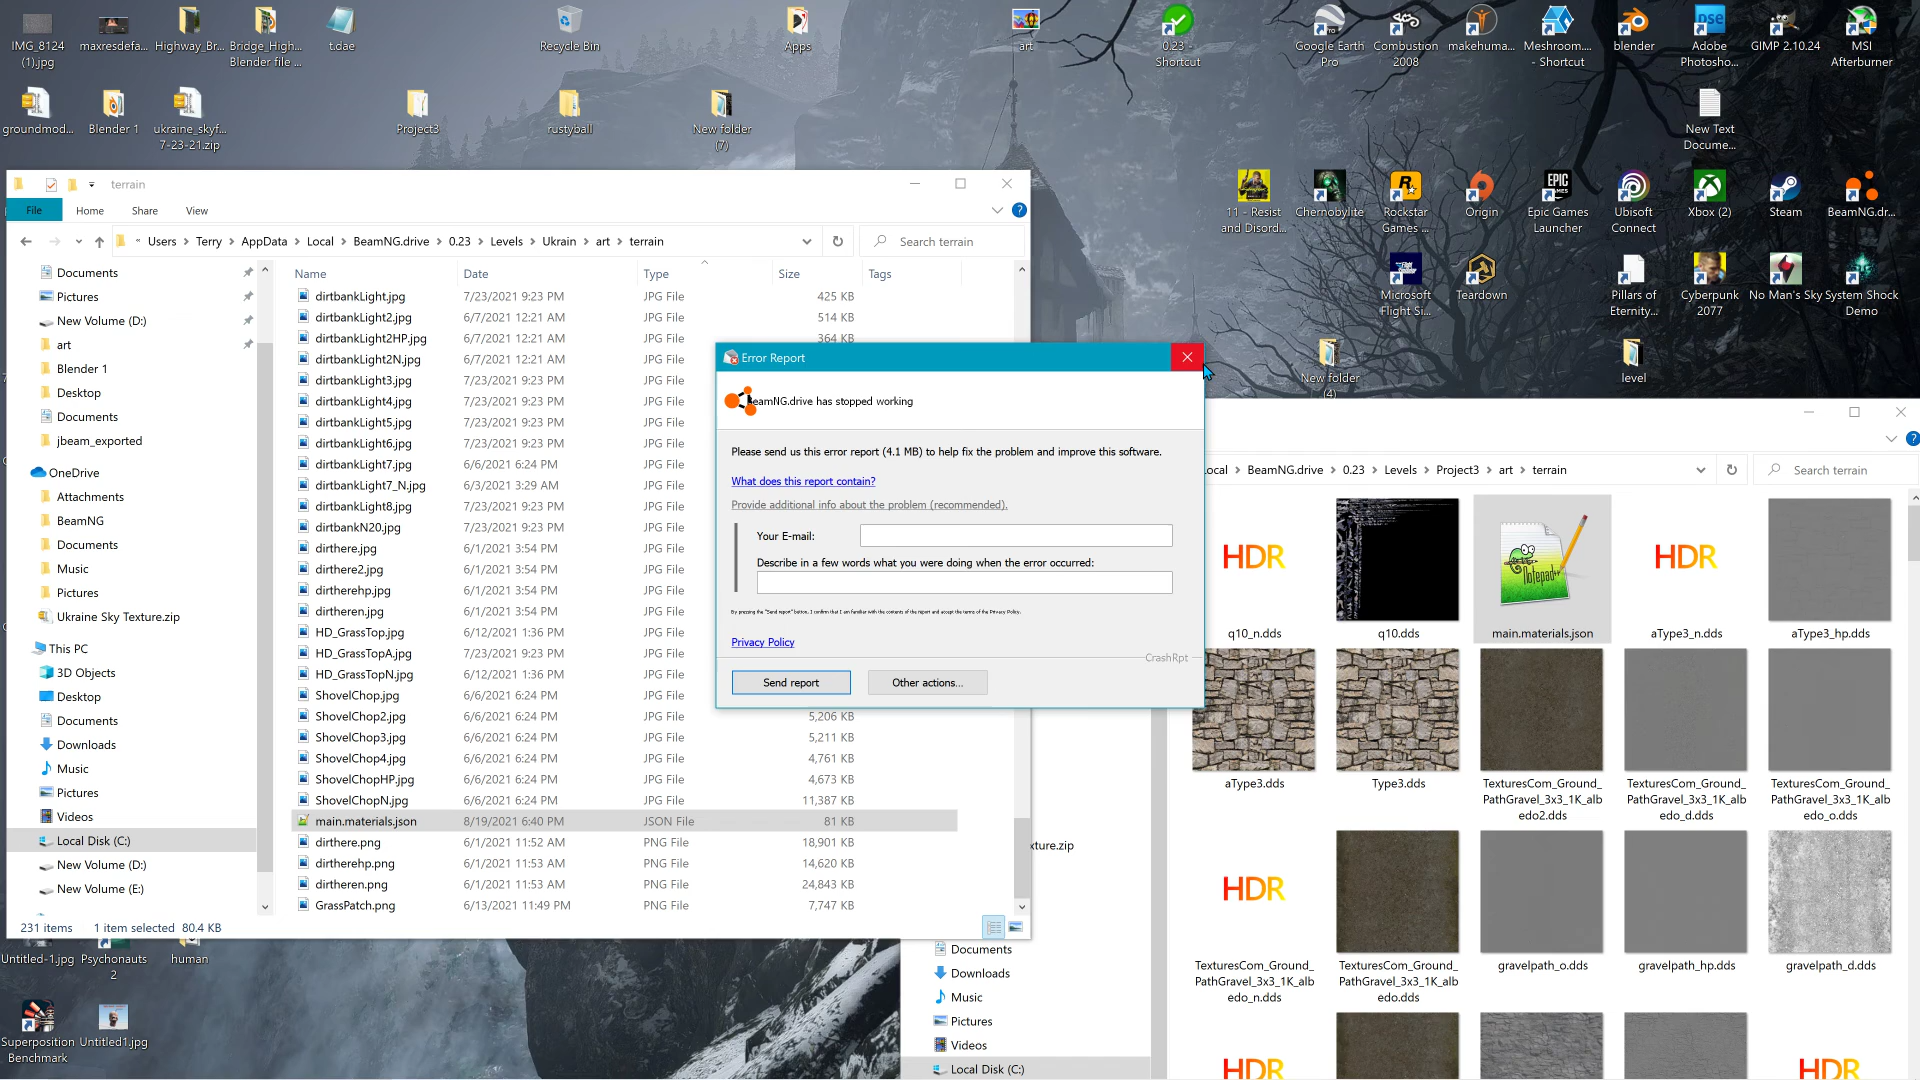 IMG_8124
(1).jpg
maxresdefa...
Highway_Br...
Bridge_High...
Blender file ...
t.dae
Recycle Bin
Apps
art
0.23 -
Shortcut
Google Earth
Pro
Combustion
2008
makehuma...
Meshroom....
- Shortcut
blender
Adobe
Photosho...
GIMP 2.10.24
MSI
Afterburner
groundmod...
Blender 1
ukraine_skyf...
7-23-21.zip
Project3
rustyball
New folder
(7)
New Text
Docume...
11 - Resist
and Disord...
Chernobylite
Rockstar
Games ...
Origin
Epic Games
Launcher
Ubisoft
Connect
Xbox (2)
Steam
BeamNG.dr...
Microsoft
Flight Si...
Teardown
Pillars of
Eternity...
Cyberpunk
2077
No Man's Sky
System Shock
Demo
New folder
(4)
level
terrain
File
Home
Share
View
« Users > Terry > AppData > Local > BeamNG.drive > 0.23 > Levels > Ukrain > art > terrain
Search terrain
Name
Date
Type
Size
Tags
Documents
Pictures
New Volume (D:)
art
Blender 1
Desktop
Documents
jbeam_exported
OneDrive
Attachments
BeamNG
Documents
Music
Pictures
Ukraine Sky Texture.zip
This PC
3D Objects
Desktop
Documents
Downloads
Music
Pictures
Videos
Local Disk (C:)
New Volume (D:)
New Volume (E:)
dirtbankLight.jpg 7/23/2021 9:23 PM JPG File 425 KB
dirtbankLight2.jpg 6/7/2021 12:21 AM JPG File 514 KB
dirtbankLight2HP.jpg 6/7/2021 12:21 AM JPG File 364 KB
dirtbankLight2N.jpg 6/7/2021 12:21 AM JPG File
dirtbankLight3.jpg 7/23/2021 9:23 PM JPG File
dirtbankLight4.jpg 7/23/2021 9:23 PM JPG File
dirtbankLight5.jpg 7/23/2021 9:23 PM JPG File
dirtbankLight6.jpg 7/23/2021 9:23 PM JPG File
dirtbankLight7.jpg 6/6/2021 6:24 PM JPG File
dirtbankLight7_N.jpg 6/3/2021 3:29 AM JPG File
dirtbankLight8.jpg 7/23/2021 9:23 PM JPG File
dirtbankN20.jpg 7/23/2021 9:23 PM JPG File
dirthere.jpg 6/1/2021 3:54 PM JPG File
dirthere2.jpg 6/1/2021 3:54 PM JPG File
dirtherehp.jpg 6/1/2021 3:54 PM JPG File
dirtheren.jpg 6/1/2021 3:54 PM JPG File
HD_GrassTop.jpg 6/12/2021 1:36 PM JPG File
HD_GrassTopA.jpg 7/23/2021 9:23 PM JPG File
HD_GrassTopN.jpg 6/12/2021 1:36 PM JPG File
ShovelChop.jpg 6/6/2021 6:24 PM JPG File
ShovelChop2.jpg 6/6/2021 6:24 PM JPG File 5,206 KB
ShovelChop3.jpg 6/6/2021 6:24 PM JPG File 5,211 KB
ShovelChop4.jpg 6/6/2021 6:24 PM JPG File 4,761 KB
ShovelChopHP.jpg 6/6/2021 6:24 PM JPG File 4,673 KB
ShovelChopN.jpg 6/6/2021 6:24 PM JPG File 11,387 KB
main.materials.json 8/19/2021 6:40 PM JSON File 81 KB
dirthere.png 6/1/2021 11:52 AM PNG File 18,901 KB
dirtherehp.png 6/1/2021 11:53 AM PNG File 14,620 KB
dirtheren.png 6/1/2021 11:53 AM PNG File 24,843 KB
GrassPatch.png 6/13/2021 11:49 PM PNG File 7,747 KB
231 items 1 item selected 80.4 KB
Error Report
eamNG.drive has stopped working
Please send us this error report (4.1 MB) to help fix the problem and improve this software.
What does this report contain?
Provide additional info about the problem (recommended).
Your E-mail:
Describe in a few words what you were doing when the error occurred:
By pressing the "Send report" button, I confirm that I am familiar with the contents of the report and accept the terms of the Privacy Policy.
Privacy Policy
CrashRpt
Send report
Other actions...
ocal > BeamNG.drive > 0.23 > Levels > Project3 > art > terrain
Search terrain
HDR
Notepad++
HDR
q10_n.dds
q10.dds
main.materials.json
aType3_n.dds
aType3_hp.dds
aType3.dds
Type3.dds
TexturesCom_Ground_
PathGravel_3x3_1K_alb
edo2.dds
TexturesCom_Ground_
PathGravel_3x3_1K_alb
edo_d.dds
TexturesCom_Ground_
PathGravel_3x3_1K_alb
edo_o.dds
HDR
TexturesCom_Ground_
PathGravel_3x3_1K_alb
edo_n.dds
TexturesCom_Ground_
PathGravel_3x3_1K_alb
edo.dds
gravelpath_o.dds
gravelpath_hp.dds
gravelpath_d.dds
HDR
HDR
xture.zip
Documents
Downloads
Music
Pictures
Videos
Local Disk (C:)
Untitled-1.jpg
Psychonauts
2
human
Superposition
Benchmark
Untitled1.jpg